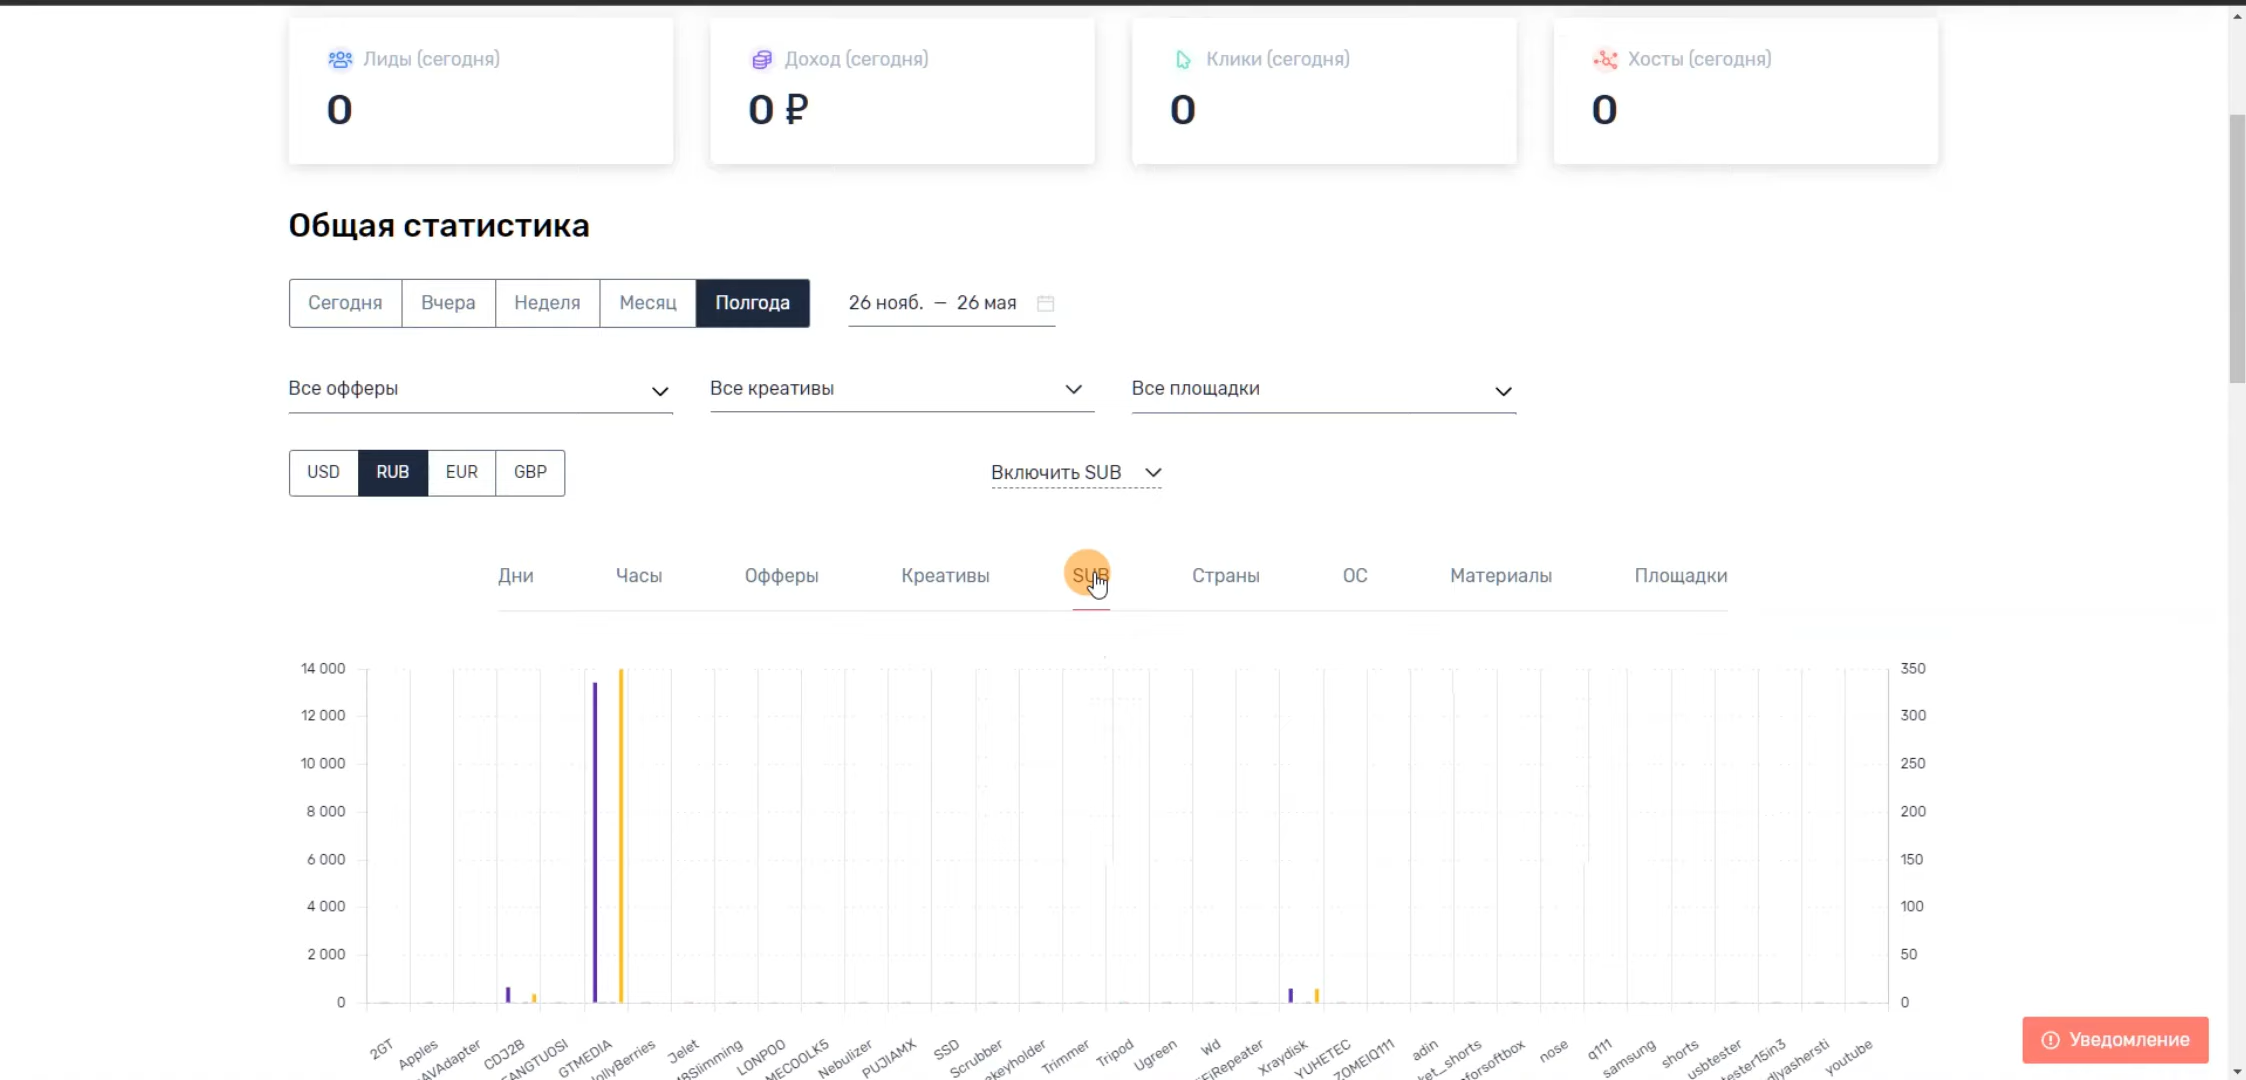 Лиды (сегодня)
0
Доход (сегодня)
0 ₽
Клики (сегодня)
0
Хосты (сегодня)
0
Общая статистика
Сегодня Вчера Неделя Месяц Полгода 26 нояб. — 26 мая
Все офферы Все креативы Все площадки
USD RUB EUR GBP Включить SUB
Дни Часы Офферы Креативы SUB Страны ОС Материалы Площадки
14 000 350
12 000 300
10 000 250
8 000 200
6 000 150
4 000 100
2 000 50
0 0
2GT Apples AVAdapter CDJ2B FANGTUOSI GTMEDIA JollyBerries Jelet LONPOO MECOOLK5 Nebulizer PUJIAMX SSD Scrubber Trimmer Tripod Ugreen Wd Xraydisk YUHETEC ZOMEIQ111 adin nose q111 samsung shorts usbtester youtube
Уведомление